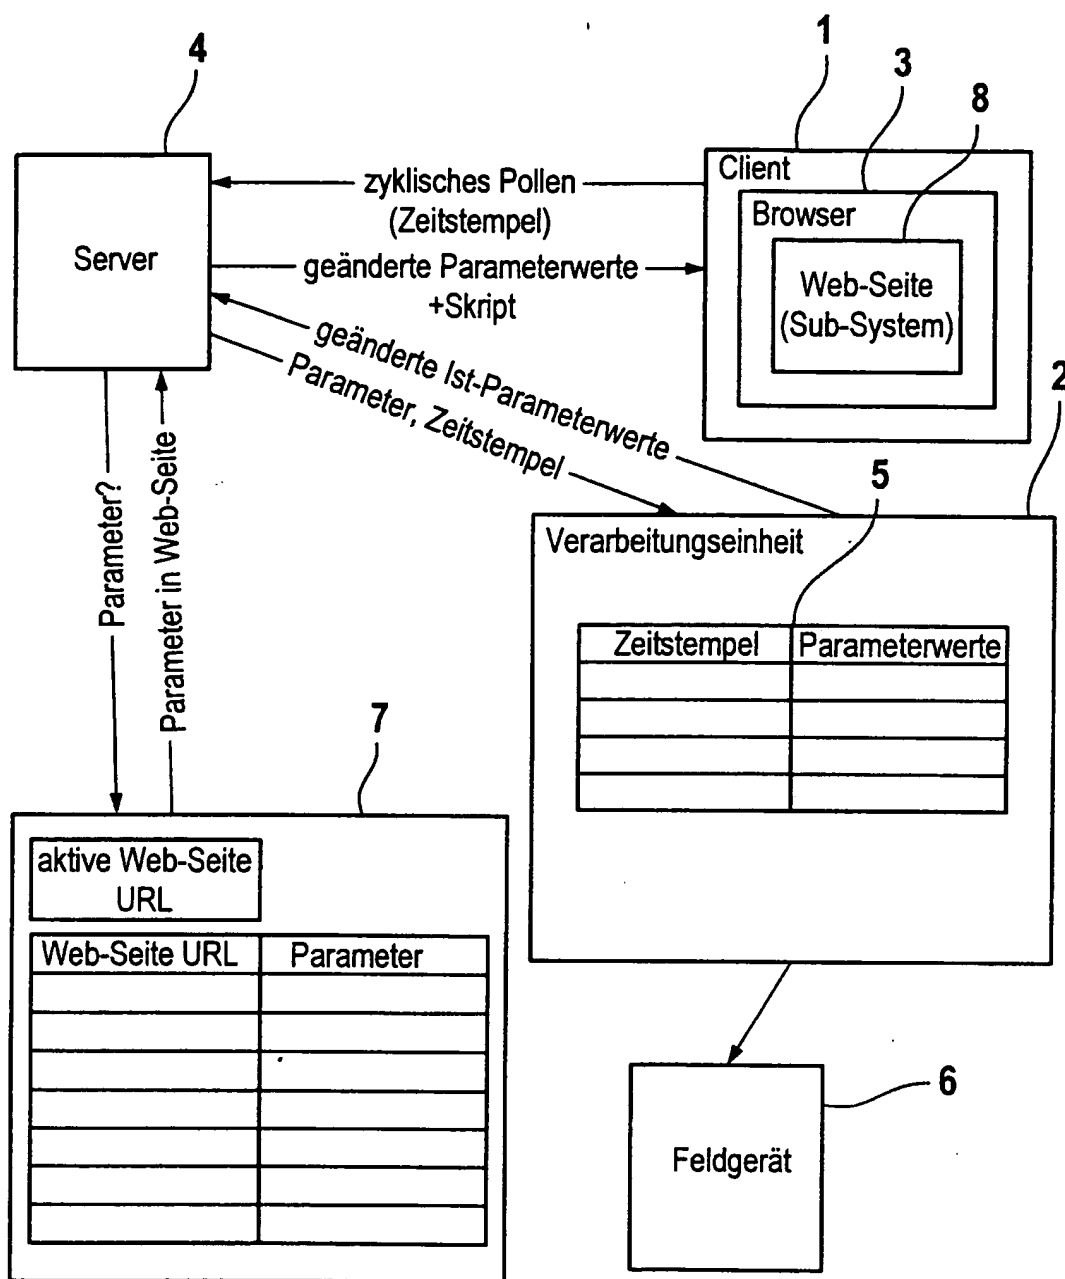 1
4
3
8
Client
zyklisches Pollen
(Zeitstempel)
Browser
Server
geänderte Parameterwerte
+Skript
Web-Seite
(Sub-System)
geänderte Ist-Parameterwerte
Parameter, Zeitstempel
2
Parameter?
Parameter in Web-Seite
5
Verarbeitungseinheit
Zeitstempel Parameterwerte
7
aktive Web-Seite
URL
Web-Seite URL Parameter
6
Feldgerät